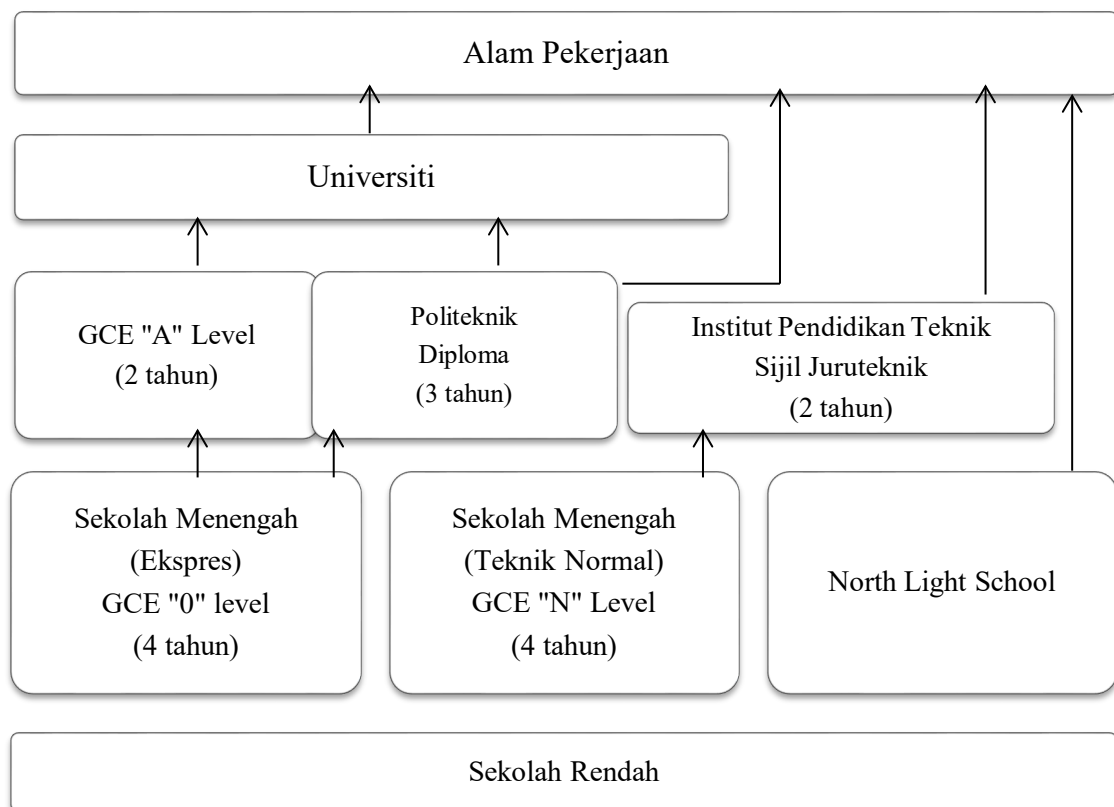 Alam Pekerjaan
Universiti
GCE "A" Level
(2 tahun)
Politeknik
Diploma
(3 tahun)
Institut Pendidikan Teknik
Sijil Juruteknik
(2 tahun)
Sekolah Menengah
(Ekspres)
GCE "0" level
(4 tahun)
Sekolah Menengah
(Teknik Normal)
GCE "N" Level
(4 tahun)
North Light School
Sekolah Rendah